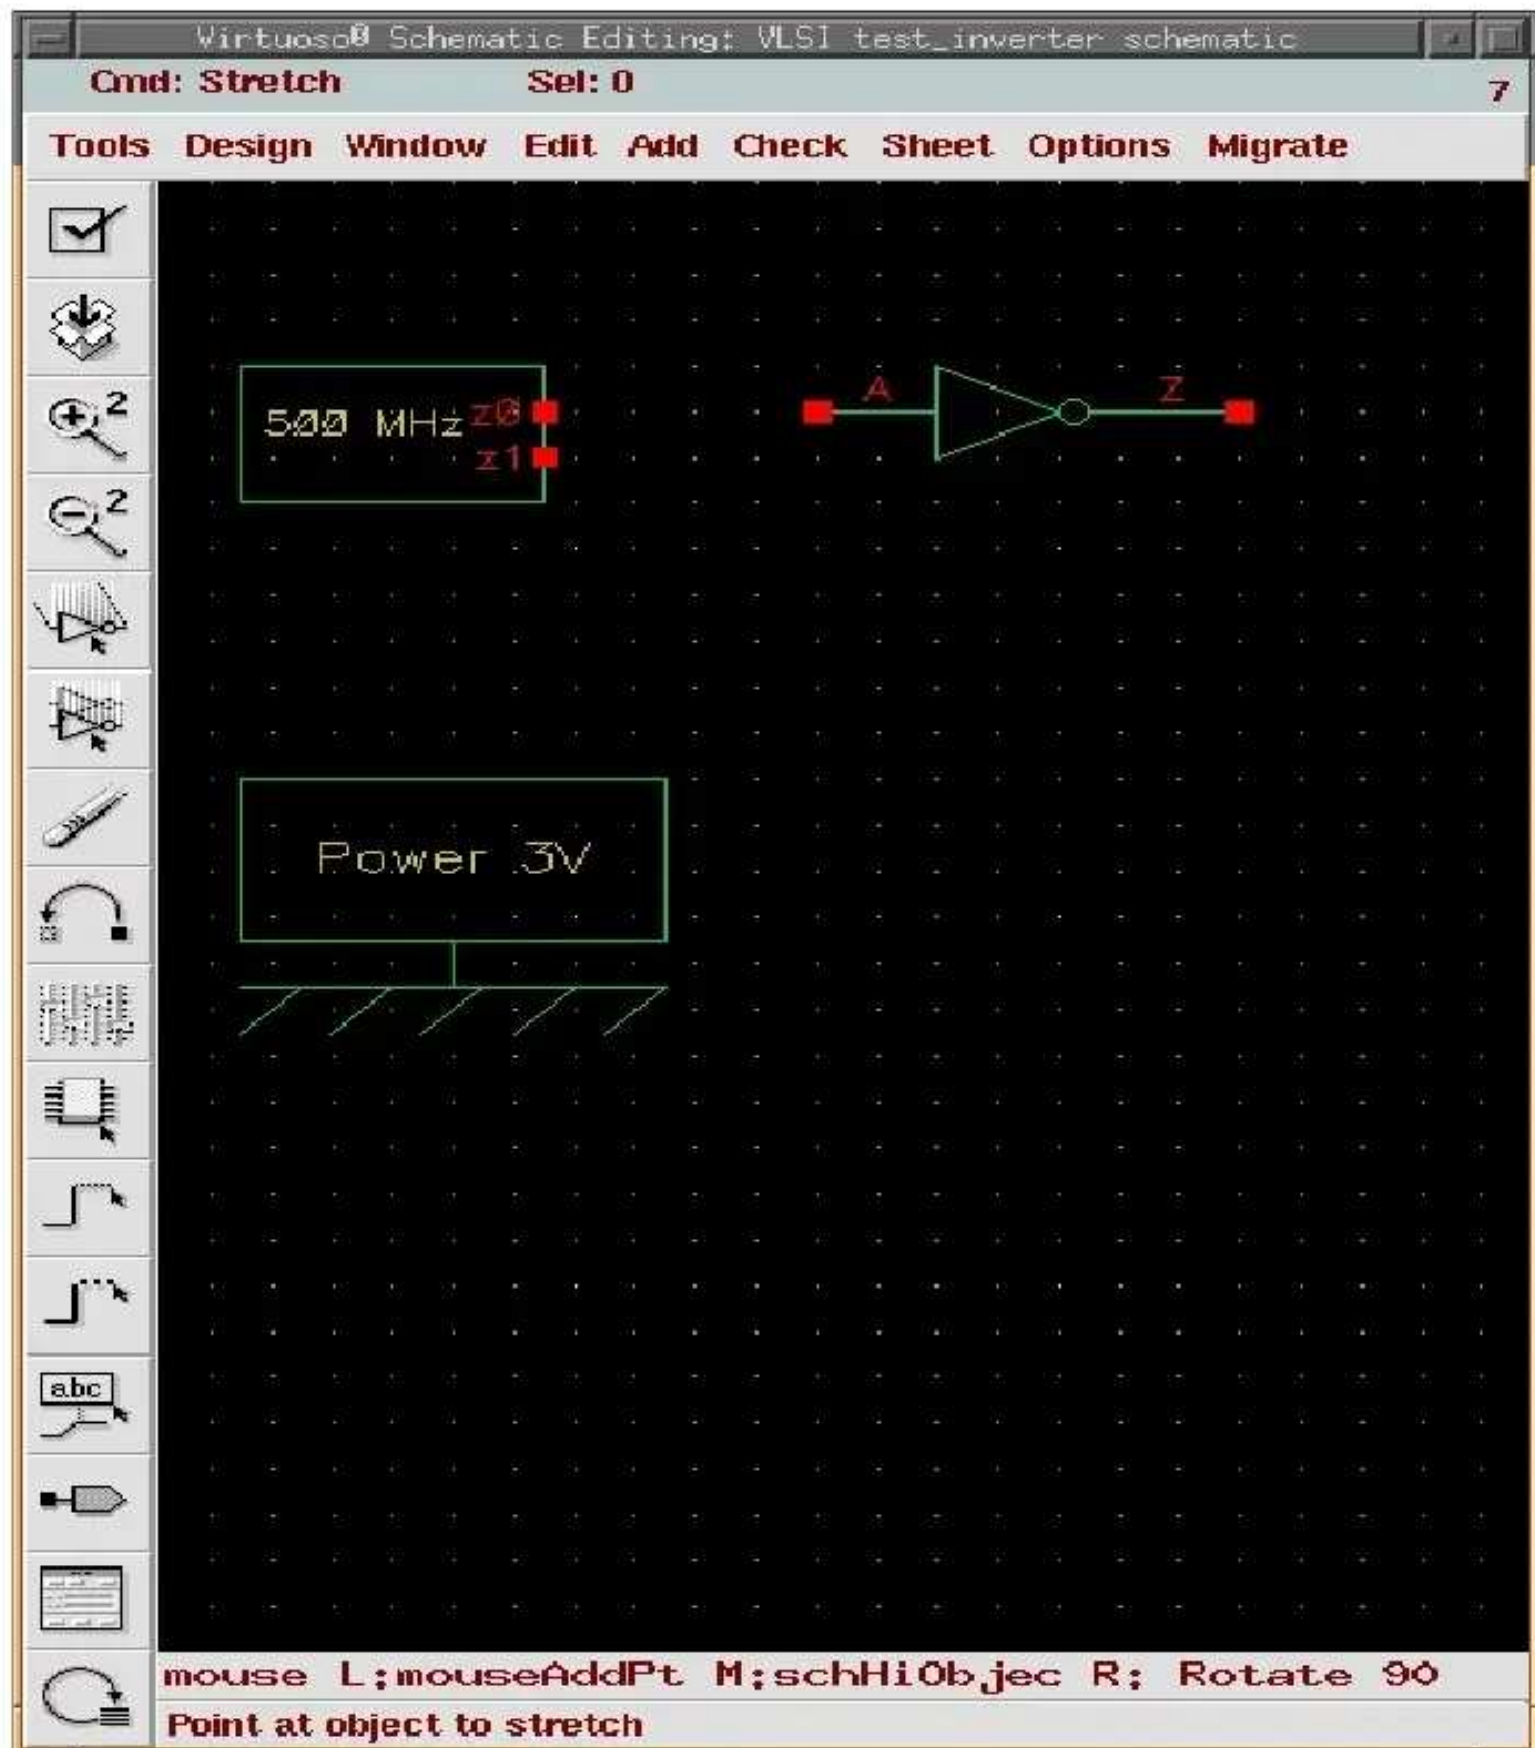 Virtuoso® Schematic Editing: VLSI test_inverter schematic
Cmd: Stretch Sel: 0 7
Tools Design Window Edit Add Check Sheet Options Migrate
2
2
abc
500 MHz z0
z1
A Z
Power 3V
mouse L:mouseAddPt M:schHiObjec R: Rotate 90
Point at object to stretch